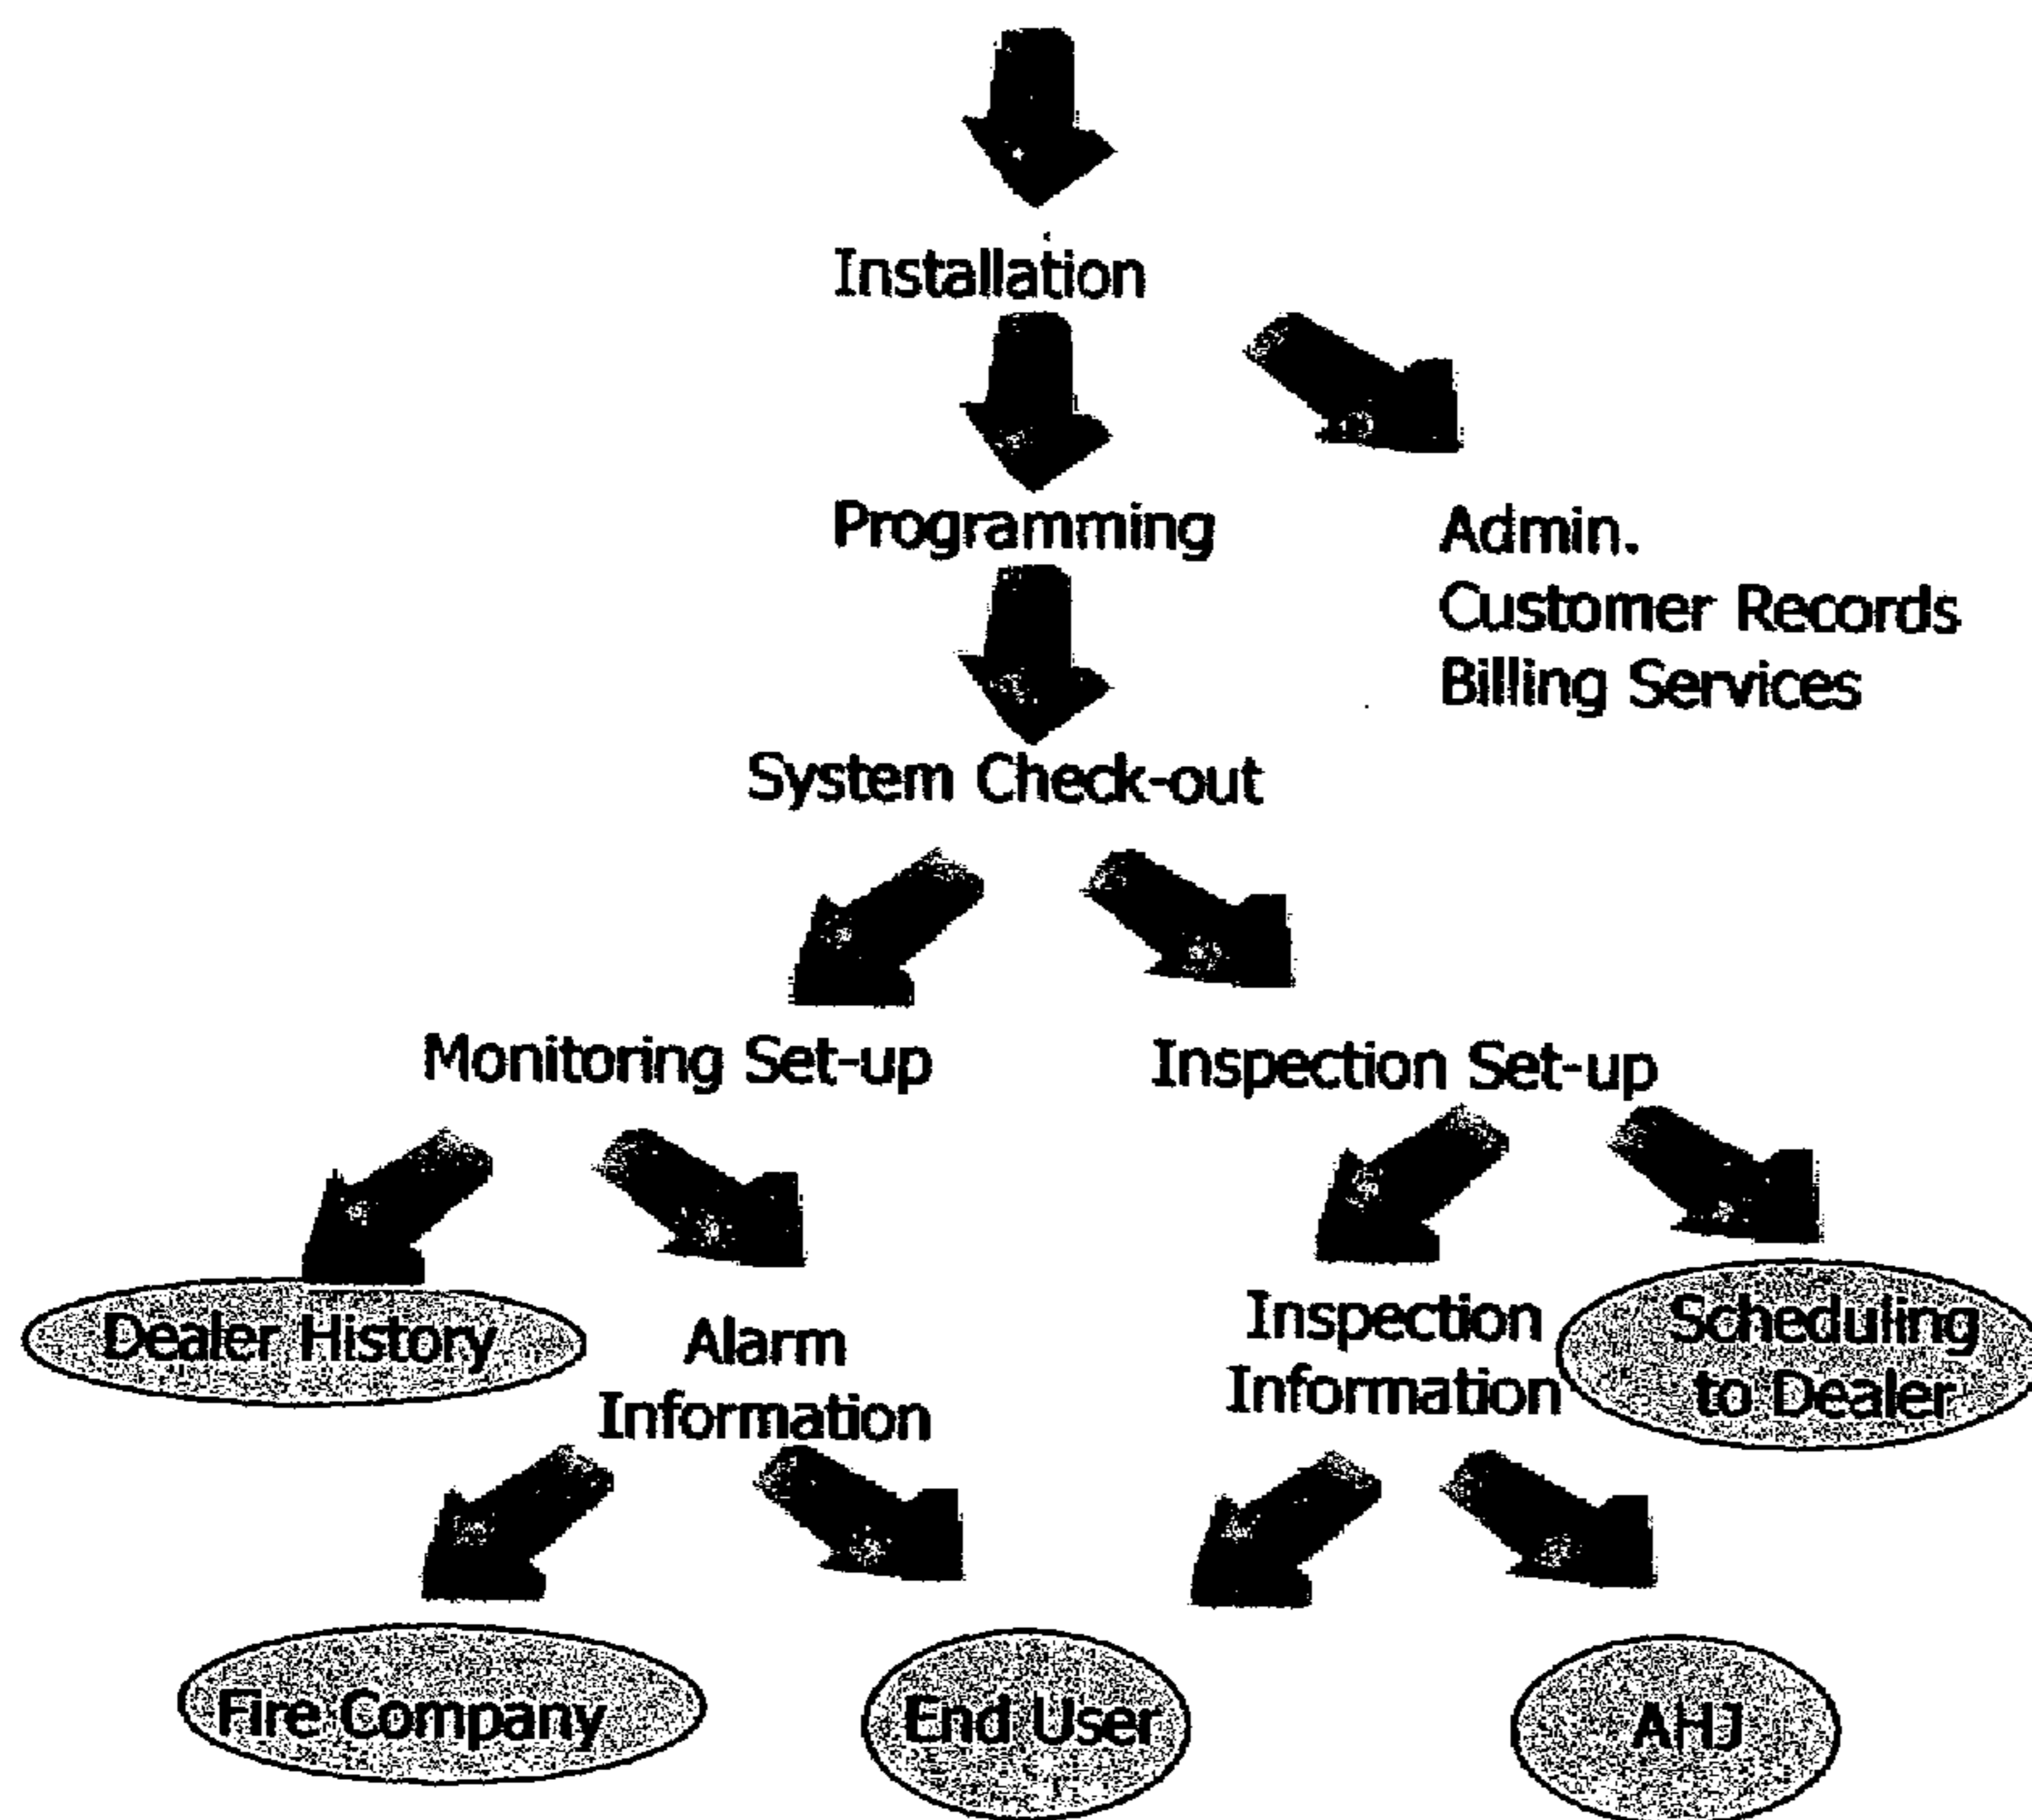 Installation
Programming
Admin.
Customer Records
Billing Services
System Check-out
Monitoring Set-up
Inspection Set-up
Dealer History
Alarm
Information
Inspection
Information
Scheduling
to Dealer
Fire Company
End User
AHJ